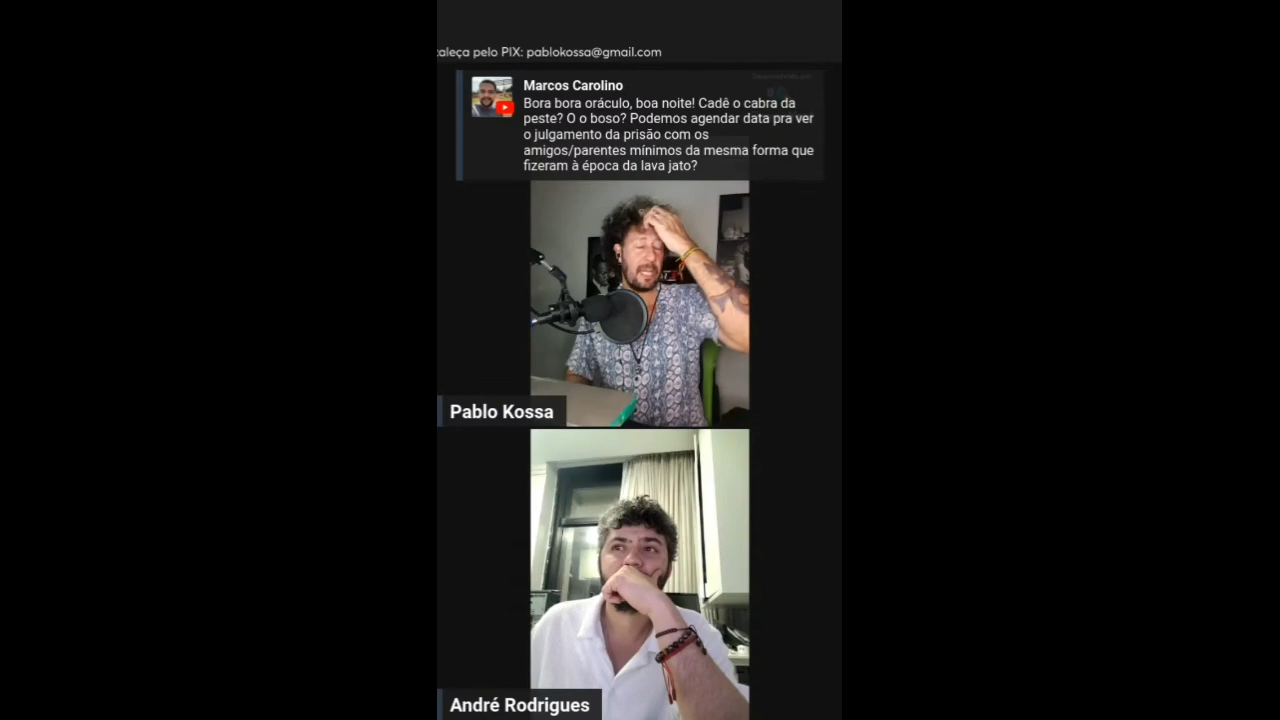 aleça pelo PIX: pablokossa@gmail.com
Marcos Carolino
Bora bora oráculo, boa noite! Cadê o cabra da
peste? O o boso? Podemos agendar data pra ver
o julgamento da prisão com os
amigos/parentes mínimos da mesma forma que
fizeram à época da lava jato?
Pablo Kossa
André Rodrigues